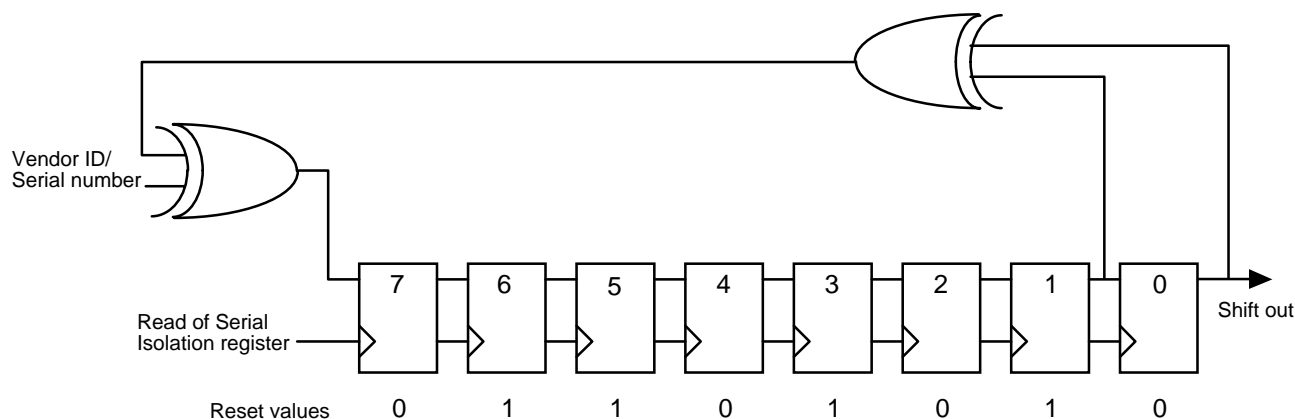 Vendor ID/
Serial number
7 6 5 4 3 2 1 0
Shift out
Read of Serial
Isolation register
Reset values 0 1 1 0 1 0 1 0